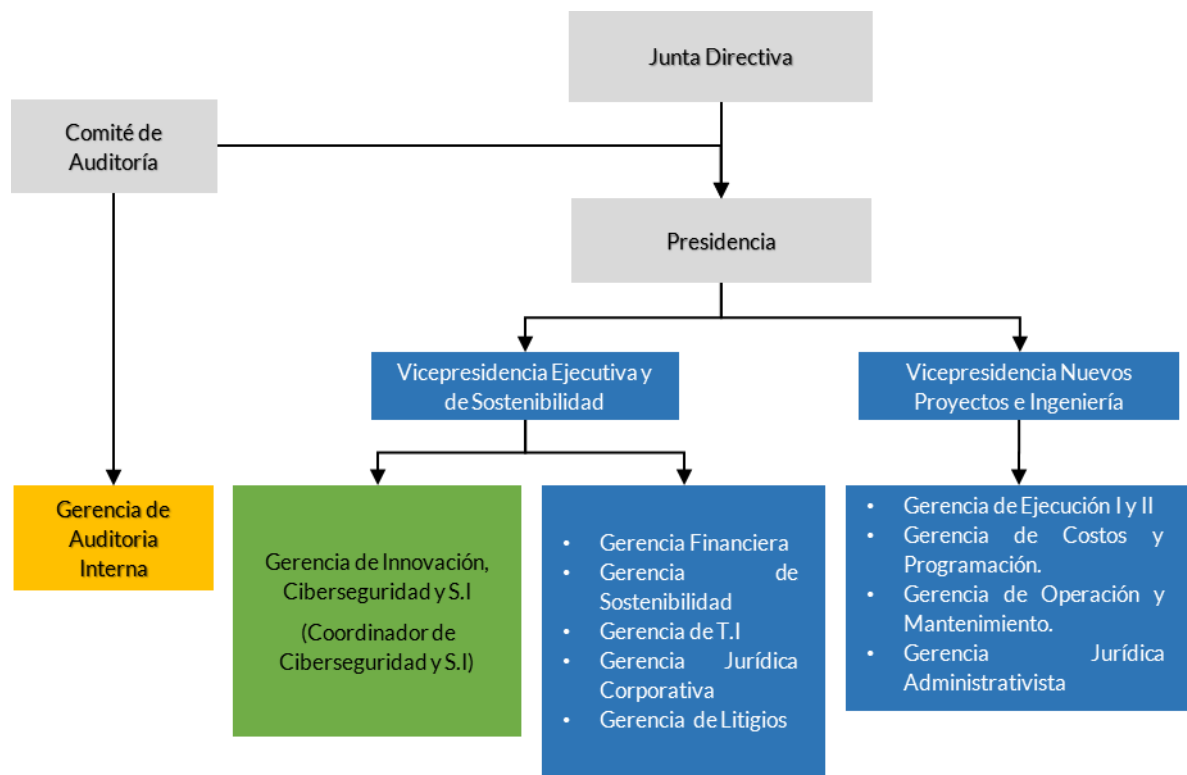 Junta Directiva
Comité de
Auditoría
Presidencia
Vicepresidencia Ejecutiva y
de Sostenibilidad
Vicepresidencia Nuevos
Proyectos e Ingeniería
Gerencia de
Auditoria
Interna
Gerencia de Innovación,
Ciberseguridad y S.I
(Coordinador de
Ciberseguridad y S.I)
• Gerencia Financiera
• Gerencia de
Sostenibilidad
• Gerencia de T.I
• Gerencia Jurídica
Corporativa
• Gerencia de Litigios
• Gerencia de Ejecución I y II
• Gerencia de Costos y
Programación.
• Gerencia de Operación y
Mantenimiento.
• Gerencia Jurídica
Administrativista